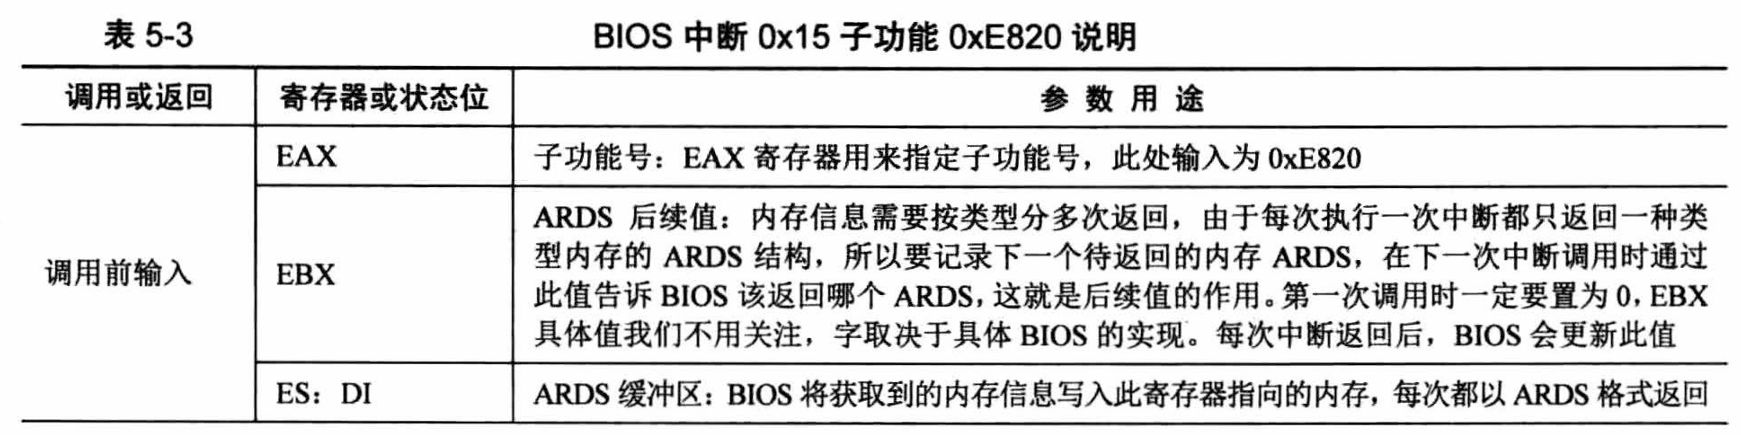 表 5-3 BIOS 中断 0x15 子功能 0xE820 说明
调用或返回 寄存器或状态位 参 数 用 途
调用前输入
EAX 子功能号：EAX 寄存器用来指定子功能号，此处输入为 0xE820
EBX
ARDS 后续值：内存信息需要按类型分多次返回，由于每次执行一次中断都只返回一种类
型内存的 ARDS 结构，所以要记录下一个待返回的内存 ARDS，在下一次中断调用时通过
此值告诉 BIOS 该返回哪个 ARDS，这就是后续值的作用。第一次调用时一定要置为 0，EBX
具体值我们不用关注，字取决于具体 BIOS 的实现。每次中断返回后，BIOS 会更新此值
ES：DI ARDS 缓冲区：BIOS 将获取到的内存信息写入此寄存器指向的内存，每次都以 ARDS 格式返回